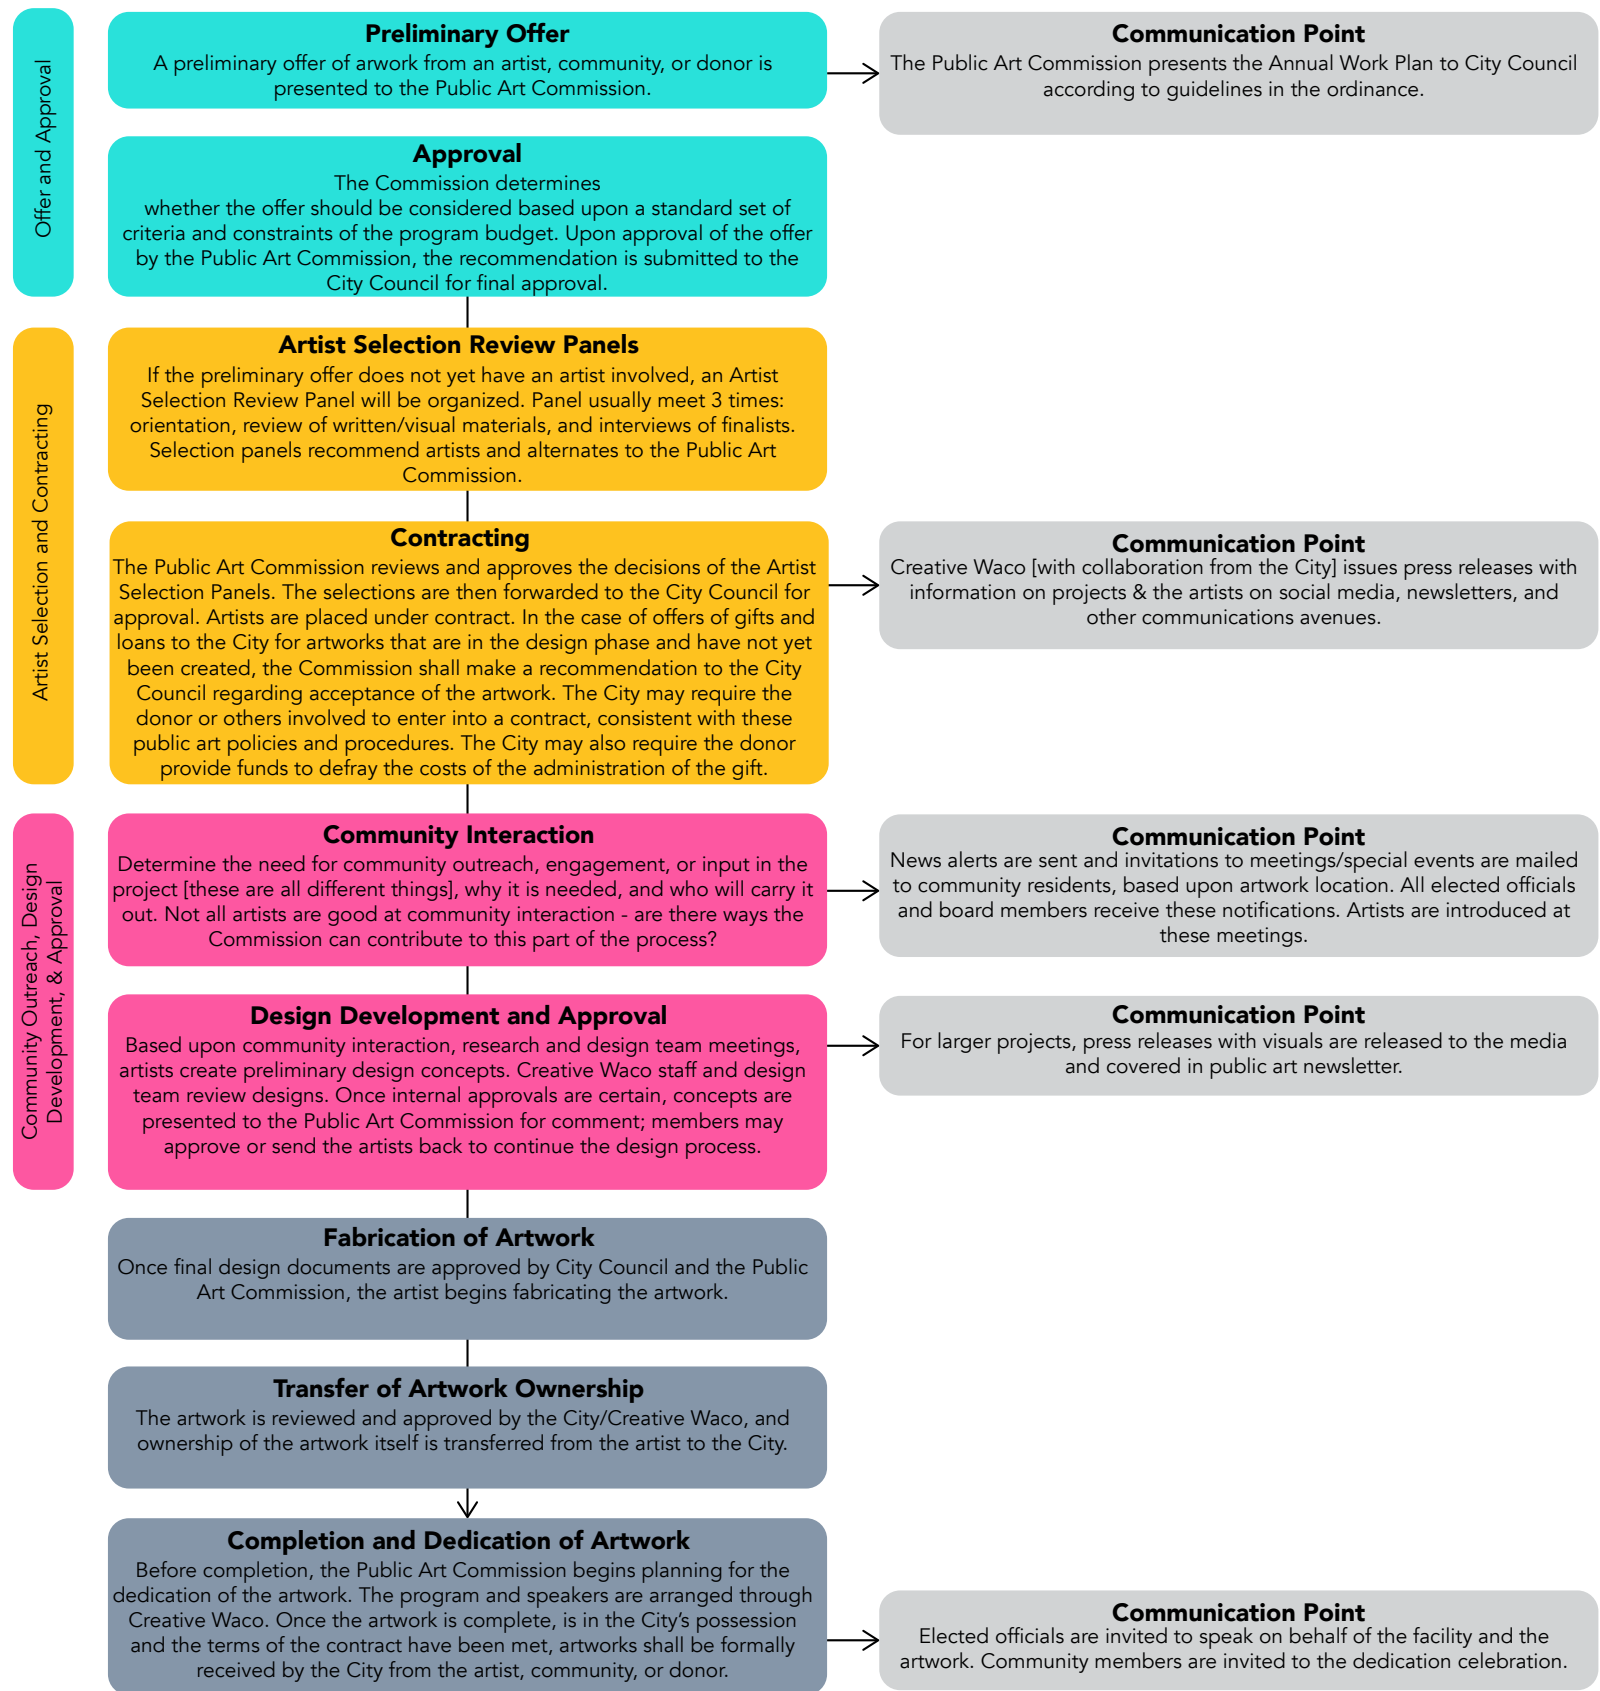 Offer and Approval
Preliminary Offer
A preliminary offer of arwork from an artist, community, or donor is
presented to the Public Art Commission.
Communication Point
The Public Art Commission presents the Annual Work Plan to City Council
according to guidelines in the ordinance.
Approval
The Commission determines
whether the offer should be considered based upon a standard set of
criteria and constraints of the program budget. Upon approval of the offer
by the Public Art Commission, the recommendation is submitted to the
City Council for final approval.
Artist Selection and Contracting
Artist Selection Review Panels
If the preliminary offer does not yet have an artist involved, an Artist
Selection Review Panel will be organized. Panel usually meet 3 times:
orientation, review of written/visual materials, and interviews of finalists.
Selection panels recommend artists and alternates to the Public Art
Commission.
Contracting
The Public Art Commission reviews and approves the decisions of the Artist
Selection Panels. The selections are then forwarded to the City Council for
approval. Artists are placed under contract. In the case of offers of gifts and
loans to the City for artworks that are in the design phase and have not yet
been created, the Commission shall make a recommendation to the City
Council regarding acceptance of the artwork. The City may require the
donor or others involved to enter into a contract, consistent with these
public art policies and procedures. The City may also require the donor
provide funds to defray the costs of the administration of the gift.
Communication Point
Creative Waco [with collaboration from the City] issues press releases with
information on projects & the artists on social media, newsletters, and
other communications avenues.
Community Outreach, Design
Development, & Approval
Community Interaction
Determine the need for community outreach, engagement, or input in the
project [these are all different things], why it is needed, and who will carry it
out. Not all artists are good at community interaction - are there ways the
Commission can contribute to this part of the process?
Communication Point
News alerts are sent and invitations to meetings/special events are mailed
to community residents, based upon artwork location. All elected officials
and board members receive these notifications. Artists are introduced at
these meetings.
Design Development and Approval
Based upon community interaction, research and design team meetings,
artists create preliminary design concepts. Creative Waco staff and design
team review designs. Once internal approvals are certain, concepts are
presented to the Public Art Commission for comment; members may
approve or send the artists back to continue the design process.
Communication Point
For larger projects, press releases with visuals are released to the media
and covered in public art newsletter.
Fabrication of Artwork
Once final design documents are approved by City Council and the Public
Art Commission, the artist begins fabricating the artwork.
Transfer of Artwork Ownership
The artwork is reviewed and approved by the City/Creative Waco, and
ownership of the artwork itself is transferred from the artist to the City.
Completion and Dedication of Artwork
Before completion, the Public Art Commission begins planning for the
dedication of the artwork. The program and speakers are arranged through
Creative Waco. Once the artwork is complete, is in the City's possession
and the terms of the contract have been met, artworks shall be formally
received by the City from the artist, community, or donor.
Communication Point
Elected officials are invited to speak on behalf of the facility and the
artwork. Community members are invited to the dedication celebration.